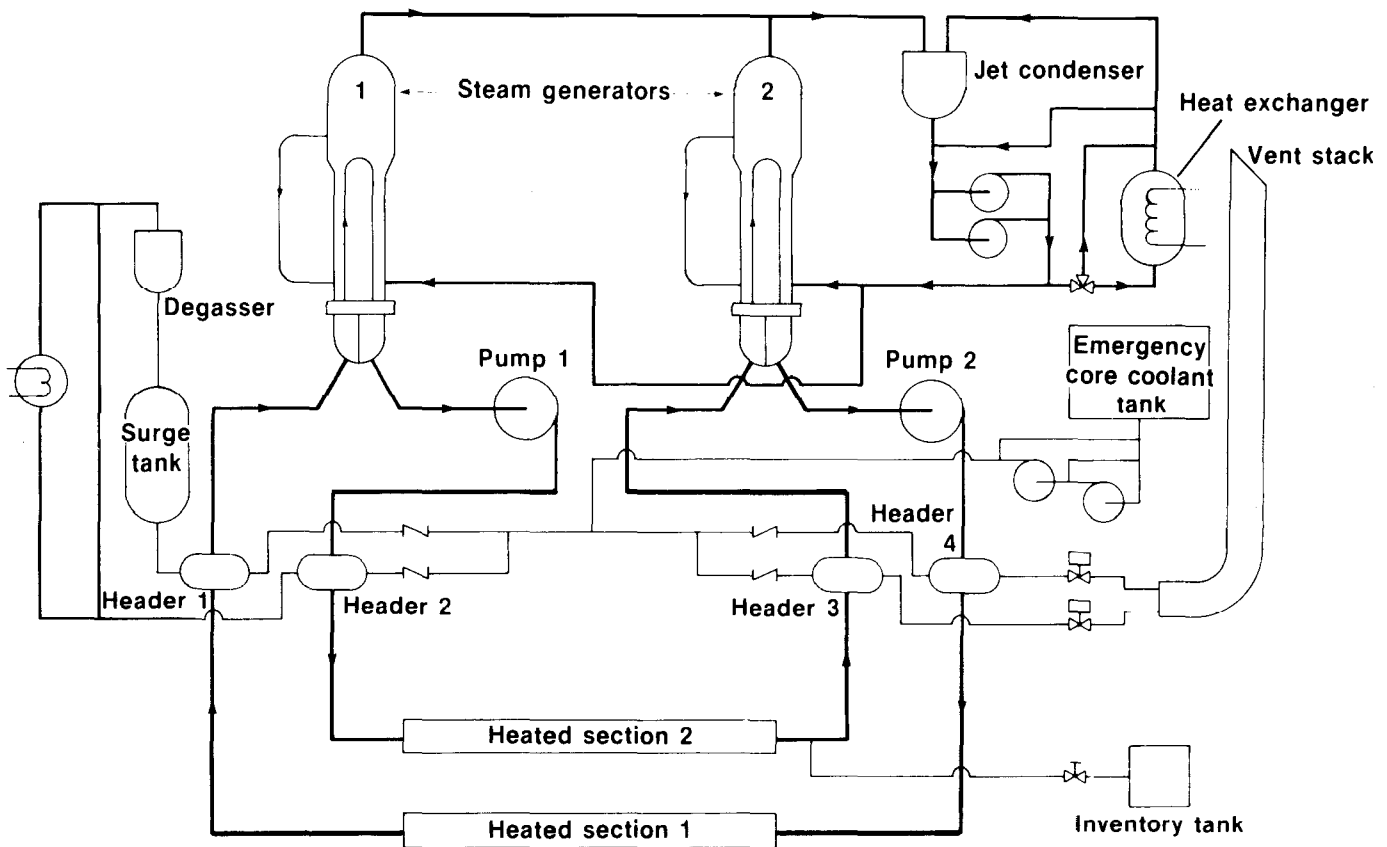 1
Steam generators
2
Jet condenser
Heat exchanger
Vent stack
Degasser
Pump 1
Pump 2
Emergency
core coolant
tank
Surge
tank
Header
4
Header 1
Header 2
Header 3
Heated section 2
Heated section 1
Inventory tank